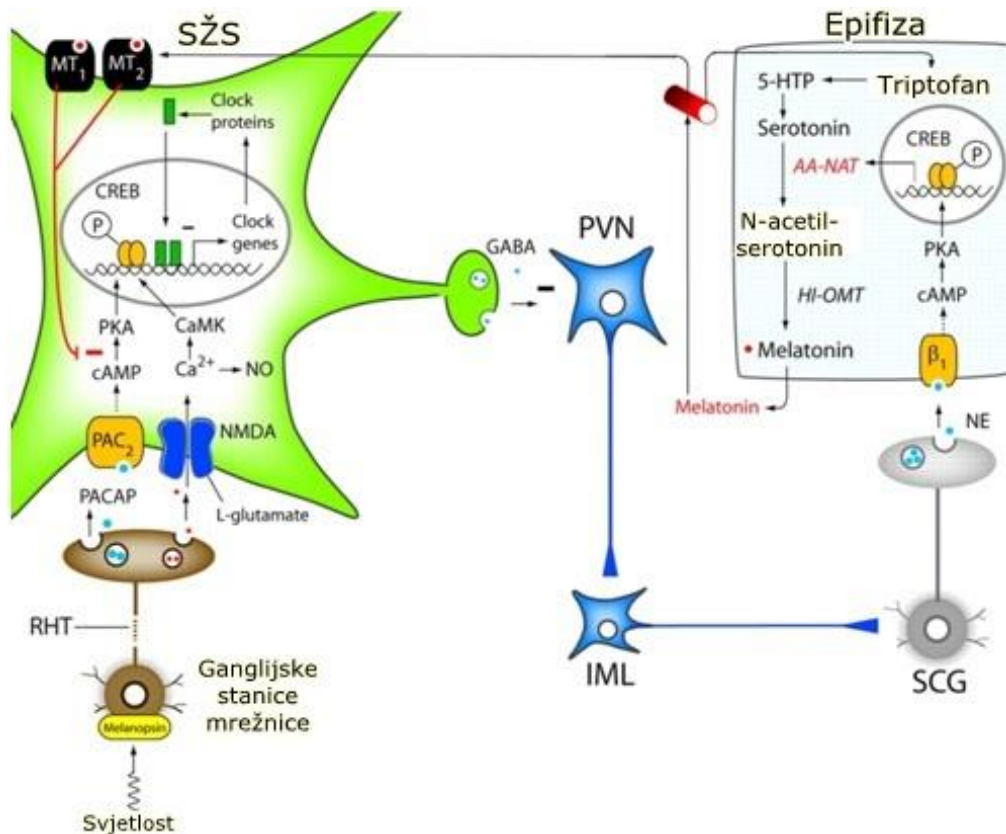 SŽS
MT1
MT2
Clock
proteins
CREB
P
Clock
genes
PKA
CaMK
cAMP
Ca2+
NO
PAC2
NMDA
PACAP
L-glutamate
RHT
Ganglijske
stanice
mrežnice
Melanopsin
Svjetlost
GABA
PVN
IML
SCG
Epifiza
5-HTP
Triptofan
Serotonin
CREB
P
AA-NAT
N-acetil-
serotonin
PKA
HI-OMT
cAMP
Melatonin
β1
Melatonin
NE